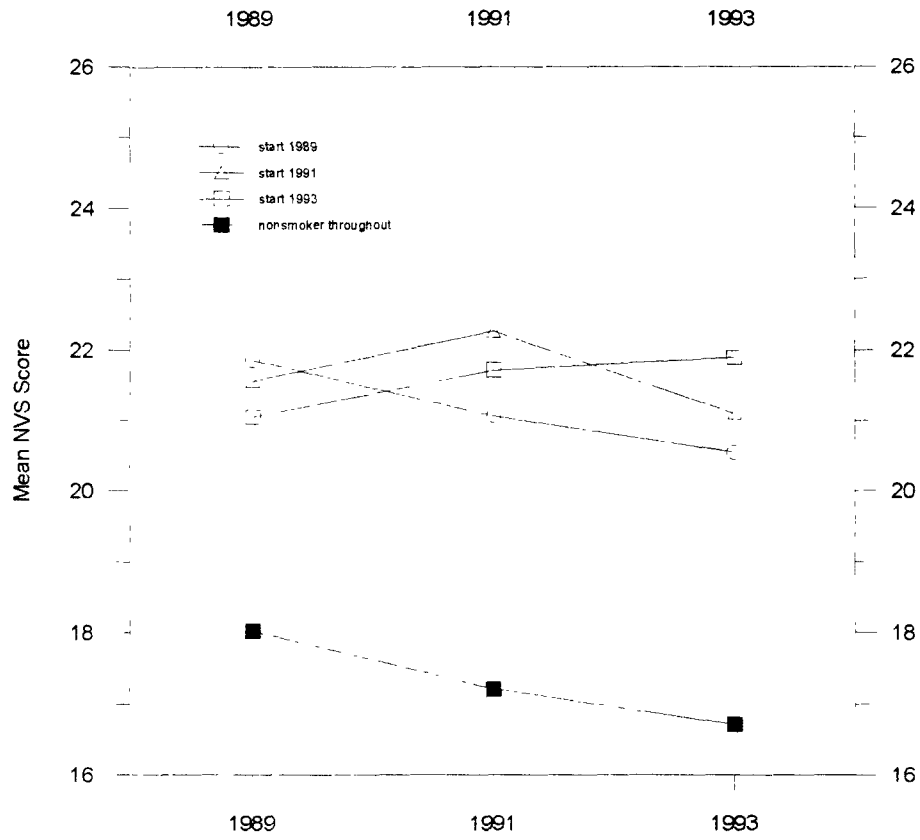 1989 1991 1993
26 26
start 1989
start 1991
start 1993
nonsmoker throughout
24 24
22 22
Mean NVS Score
20 20
18 18
16 16
1989 1991 1993